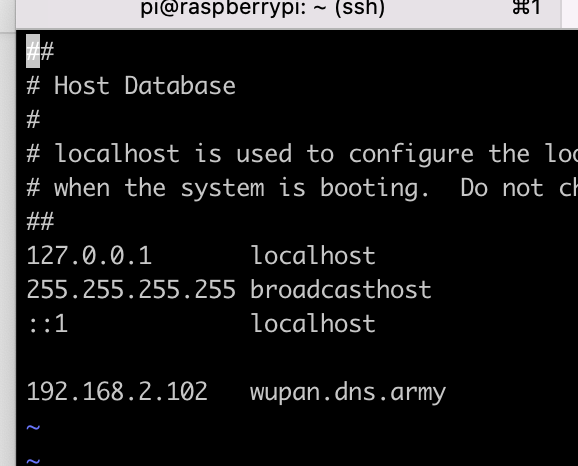 pi@raspberrypi: ~ (ssh) ⌘1
##
# Host Database
#
# localhost is used to configure the
# when the system is booting.  Do not
##
127.0.0.1       localhost
255.255.255.255 broadcasthost
::1             localhost
192.168.2.102   wupan.dns.army
~
~